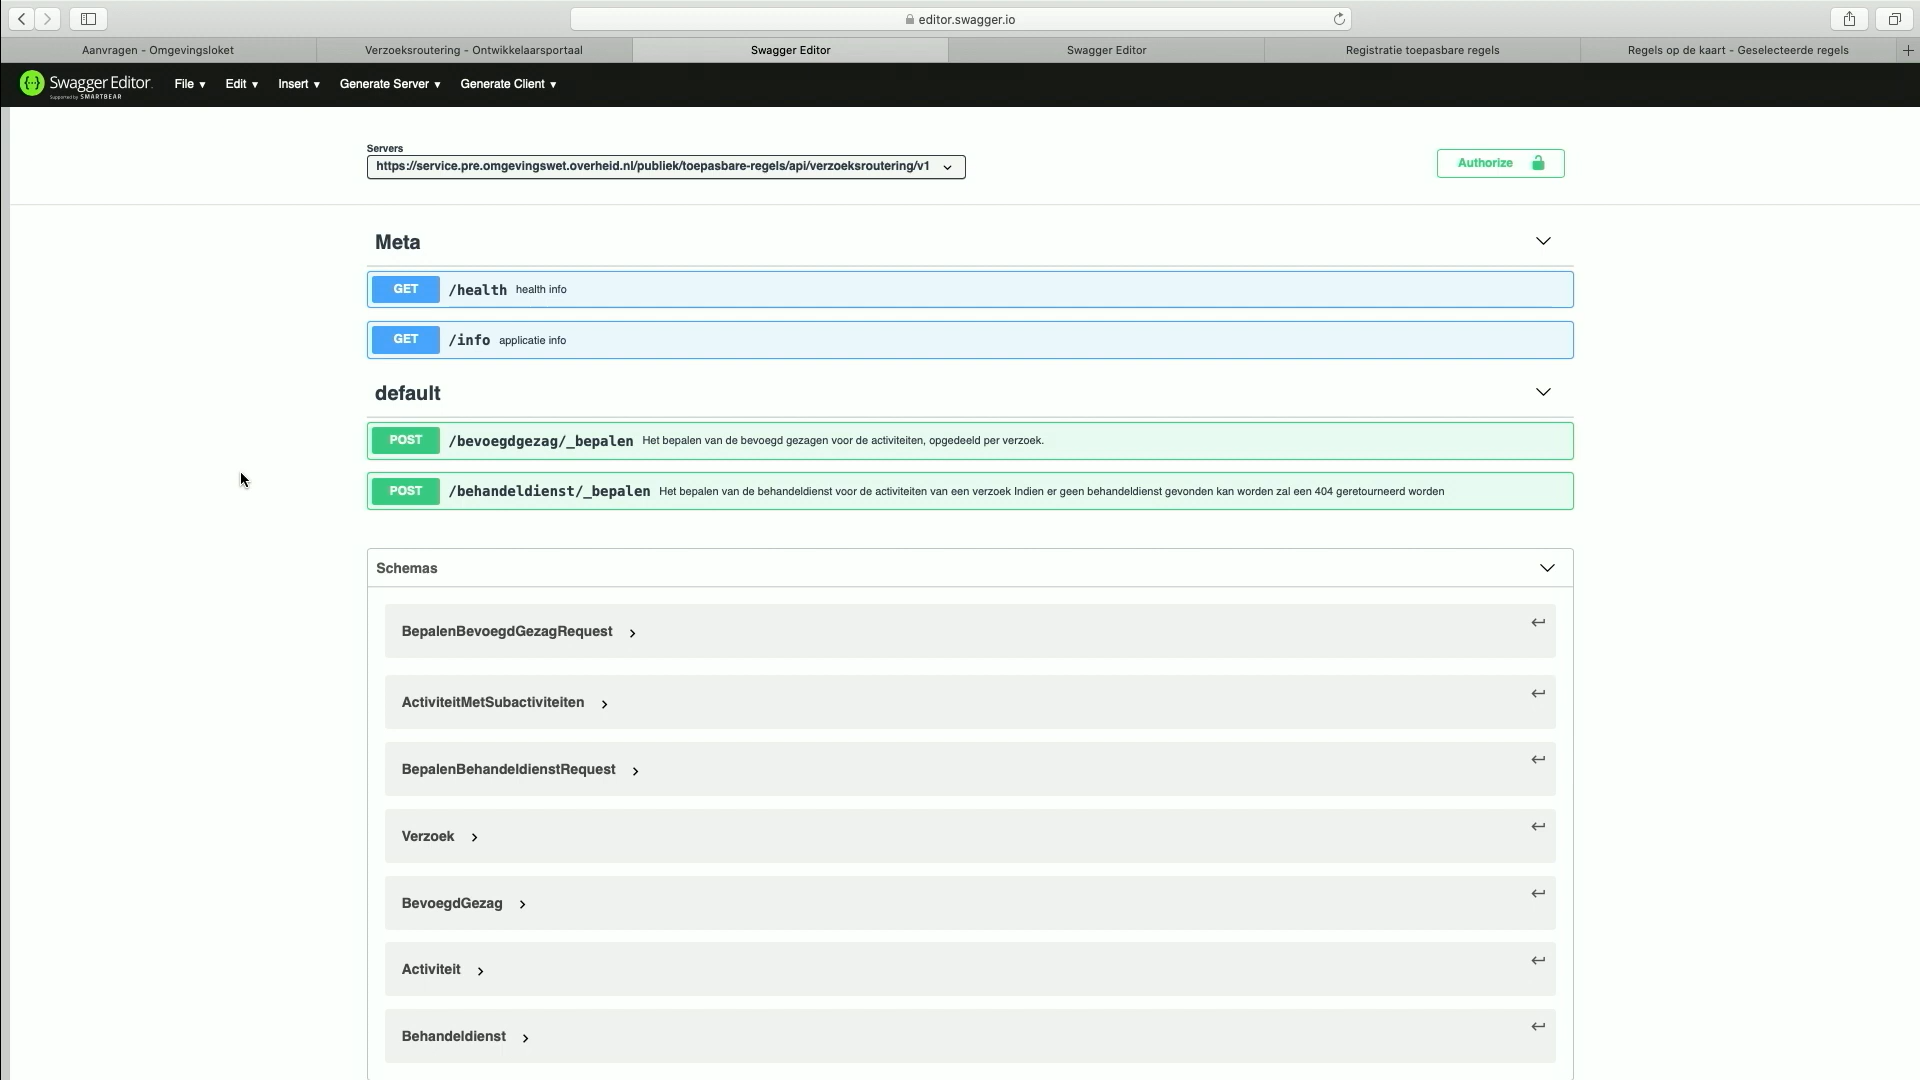 editor.swagger.io
Aanvragen - Omgevingsloket
Verzoeksroutering - Ontwikkelaarsportaal
Swagger Editor
Swagger Editor
Registratie toepasbare regels
Regels op de kaart - Geselecteerde regels
Swagger Editor.
Supported by SMARTBEAR
File
Edit
Insert
Generate Server
Generate Client
Servers
https://service.pre.omgevingswet.overheid.nl/publiek/toepasbare-regels/api/verzoeksroutering/v1
Authorize
Meta
GET /health health info
GET /info applicatie info
default
POST /bevoegdgezag/_bepalen Het bepalen van de bevoegd gezagen voor de activiteiten, opgedeeld per verzoek.
POST /behandeldienst/_bepalen Het bepalen van de behandeldienst voor de activiteiten van een verzoek Indien er geen behandeldienst gevonden kan worden zal een 404 geretourneerd worden
Schemas
BepalenBevoegdGezagRequest
ActiviteitMetSubactiviteiten
BepalenBehandeldienstRequest
Verzoek
BevoegdGezag
Activiteit
Behandeldienst